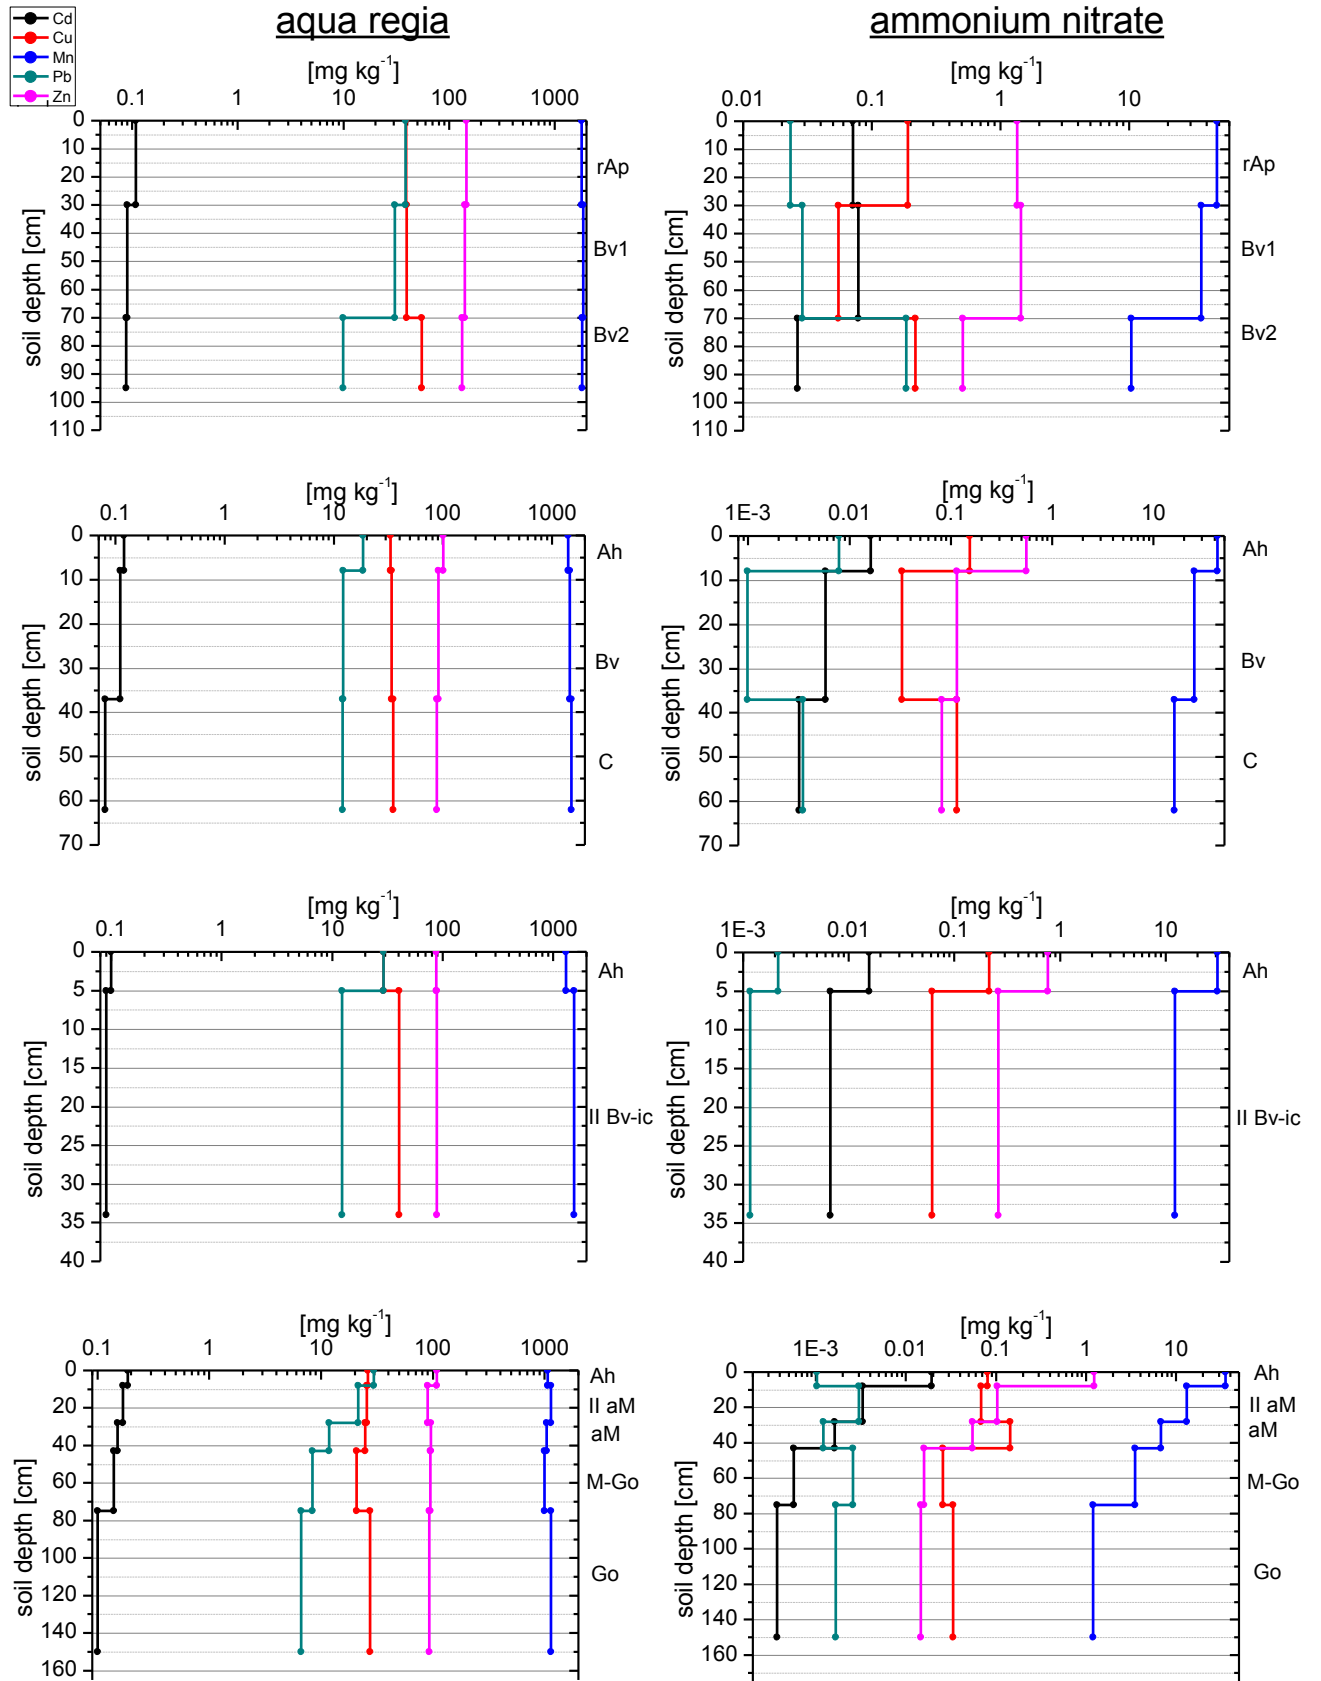 Cd
Cu
Mn
Pb
Zn
aqua regia
ammonium nitrate
[mg kg-1]
0.1 1 10 100 1000
0
10
20
30
40
50
60
70
80
90
100
110
soil depth [cm]
rAp
Bv1
Bv2
[mg kg-1]
0.01 0.1 1 10
0
10
20
30
40
50
60
70
80
90
100
110
soil depth [cm]
rAp
Bv1
Bv2
[mg kg-1]
0.1 1 10 100 1000
0
10
20
30
40
50
60
70
soil depth [cm]
Ah
Bv
C
[mg kg-1]
1E-3 0.01 0.1 1 10
0
10
20
30
40
50
60
70
soil depth [cm]
Ah
Bv
C
[mg kg-1]
0.1 1 10 100 1000
0
5
10
15
20
25
30
35
40
soil depth [cm]
Ah
II Bv-ic
[mg kg-1]
1E-3 0.01 0.1 1 10
0
5
10
15
20
25
30
35
40
soil depth [cm]
Ah
II Bv-ic
[mg kg-1]
0.1 1 10 100 1000
0
20
40
60
80
100
120
140
160
soil depth [cm]
Ah
II aM
aM
M-Go
Go
[mg kg-1]
1E-3 0.01 0.1 1 10
0
20
40
60
80
100
120
140
160
soil depth [cm]
Ah
II aM
aM
M-Go
Go